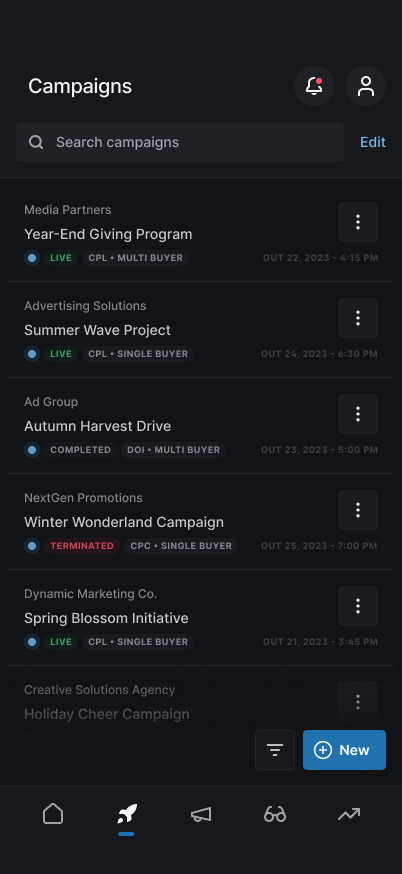 Campaigns
Search campaigns
Edit
Media Partners
Year-End Giving Program
LIVE CPL • MULTI BUYER OUT 22, 2023 - 4:15 PM
Advertising Solutions
Summer Wave Project
LIVE CPL • SINGLE BUYER OUT 24, 2023 - 6:30 PM
Ad Group
Autumn Harvest Drive
COMPLETED DOI • MULTI BUYER OUT 23, 2023 - 5:00 PM
NextGen Promotions
Winter Wonderland Campaign
TERMINATED CPC • SINGLE BUYER OUT 25, 2023 - 7:00 PM
Dynamic Marketing Co.
Spring Blossom Initiative
LIVE CPL • SINGLE BUYER OUT 21, 2023 - 3:45 PM
Creative Solutions Agency
Holiday Cheer Campaign
New